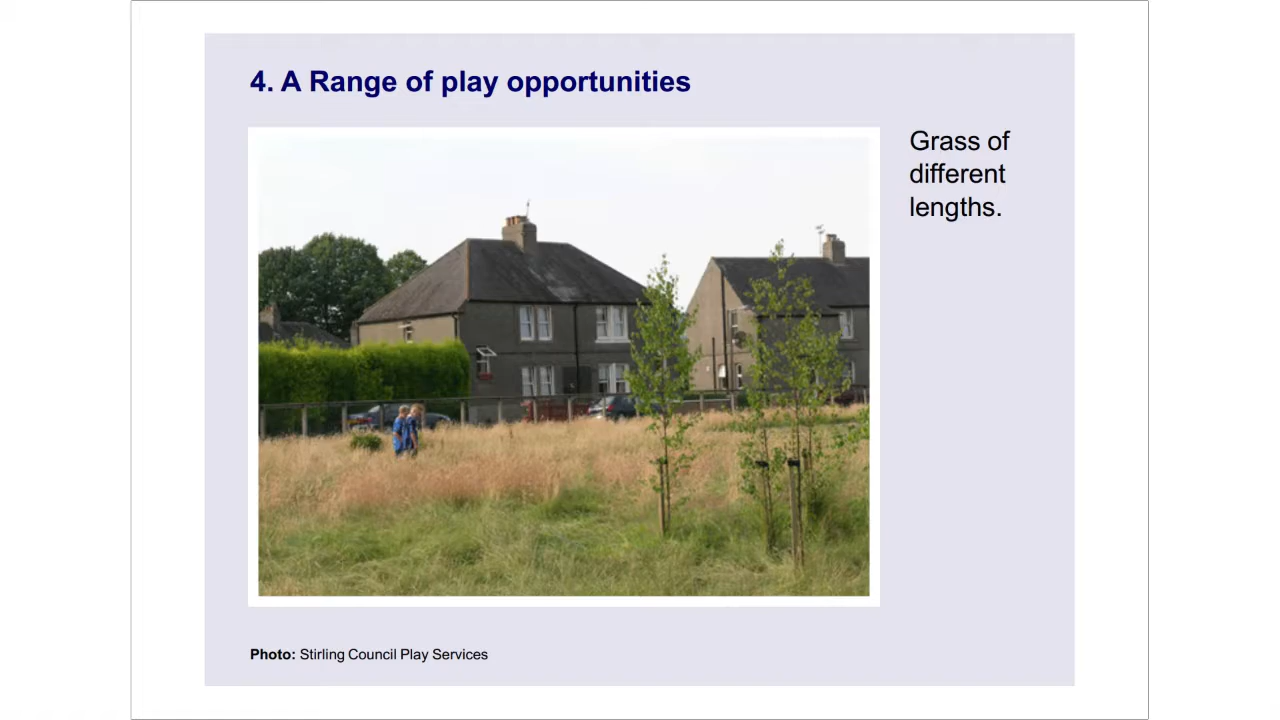 4. A Range of play opportunities
Grass of
different
lengths.
Photo: Stirling Council Play Services